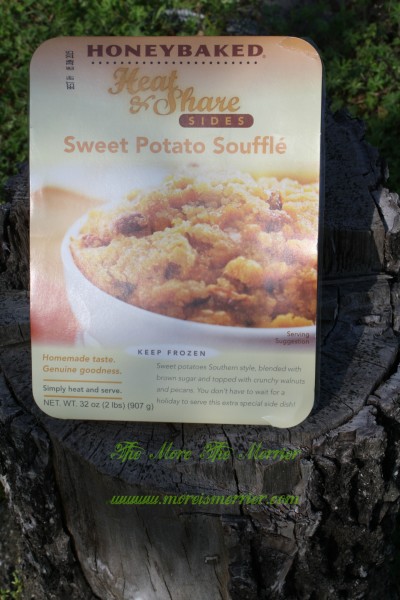 HONEYBAKED®
Heat
& Share
SIDES
Sweet Potato Soufflé
Serving
Suggestion
KEEP FROZEN
Homemade taste.
Genuine goodness.
Simply heat and serve.
NET. WT. 32 oz (2 lbs) (907 g)
Sweet potatoes Southern style, blended with
brown sugar and topped with crunchy walnuts
and pecans. You don't have to wait for a
holiday to serve this extra special side dish!
The More The Merrier
www.moreismerrier.com